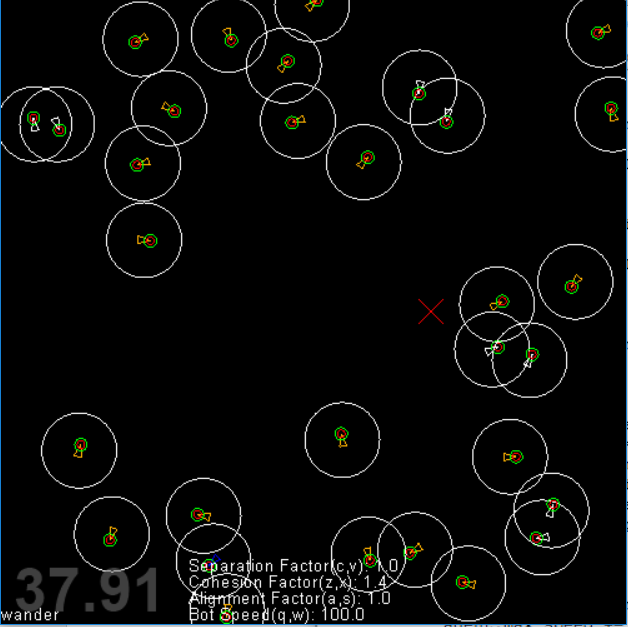 Separation Factor(c,v): 1.0
Cohesion Factor(z,x): 1.4
Alignment Factor(a,s): 1.0
37.91
wander
Bot Speed(q,w): 100.0